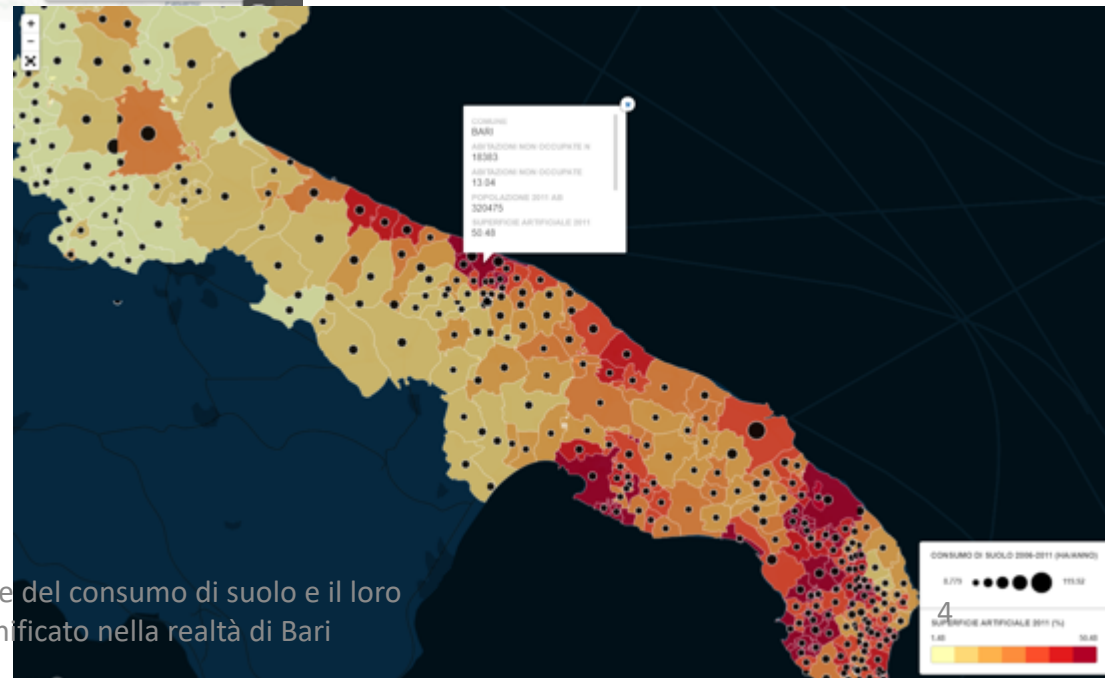 +
−
COMUNE
BARI
ABITAZIONI NON OCCUPATE N
18383
ABITAZIONI NON OCCUPATE
13.04
POPOLAZIONE 2011 AB
320475
SUPERFICIE ARTIFICIALE 2011
50.48
CONSUMO DI SUOLO 2006-2011 (HA/ANNO)
115.52
e del consumo di suolo e il loro
nificato nella realtà di Bari
4
SUPERFICIE ARTIFICIALE 2011 (%)
1.48 50.48